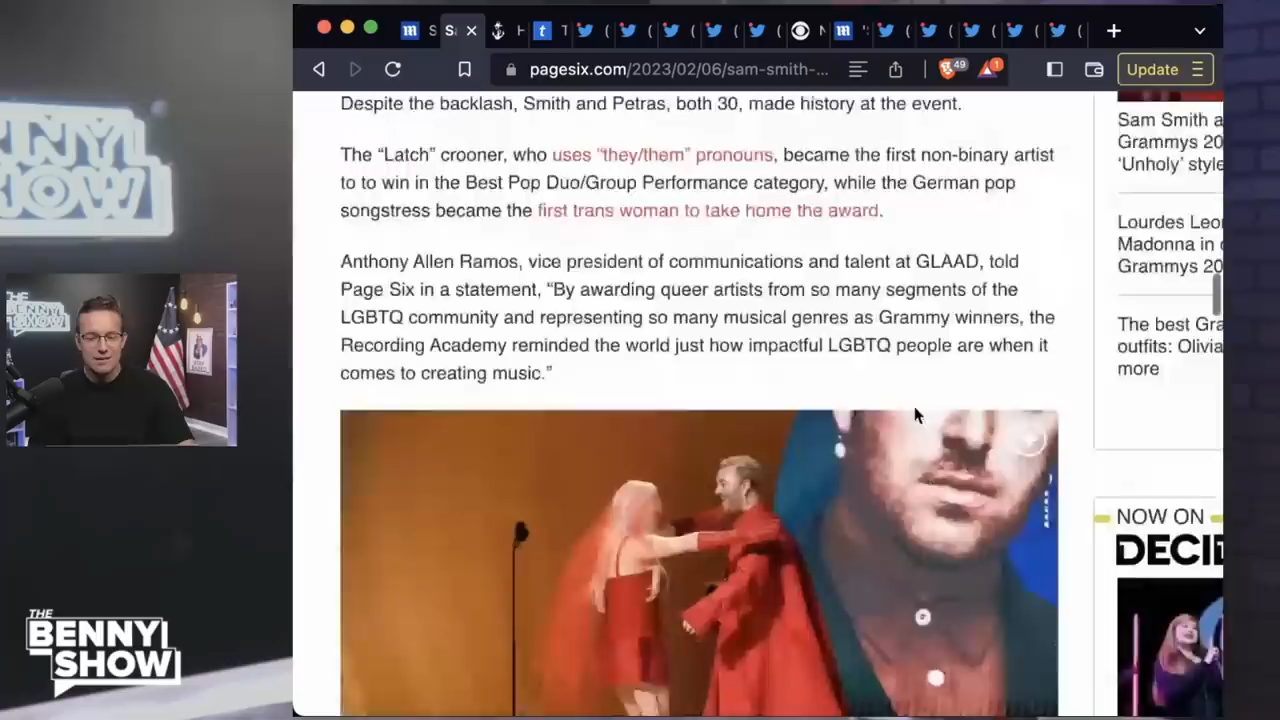 S
S
H
t
T
(
(
(
(
(
N
(
(
(
(
(
pagesix.com/2023/02/06/sam-smith-...
49
1
Update
Despite the backlash, Smith and Petras, both 30, made history at the event.
The “Latch” crooner, who uses “they/them” pronouns, became the first non-binary artist
to to win in the Best Pop Duo/Group Performance category, while the German pop
songstress became the first trans woman to take home the award.
Anthony Allen Ramos, vice president of communications and talent at GLAAD, told
Page Six in a statement, “By awarding queer artists from so many segments of the
LGBTQ community and representing so many musical genres as Grammy winners, the
Recording Academy reminded the world just how impactful LGBTQ people are when it
comes to creating music.”
Sam Smith a
Grammys 20
‘Unholy’ style
Lourdes Leon
Madonna in c
Grammys 20
The best Gra
outfits: Olivia
more
NOW ON
DECID
THE
BENNY
SHOW
THE
BENNY
SHOW